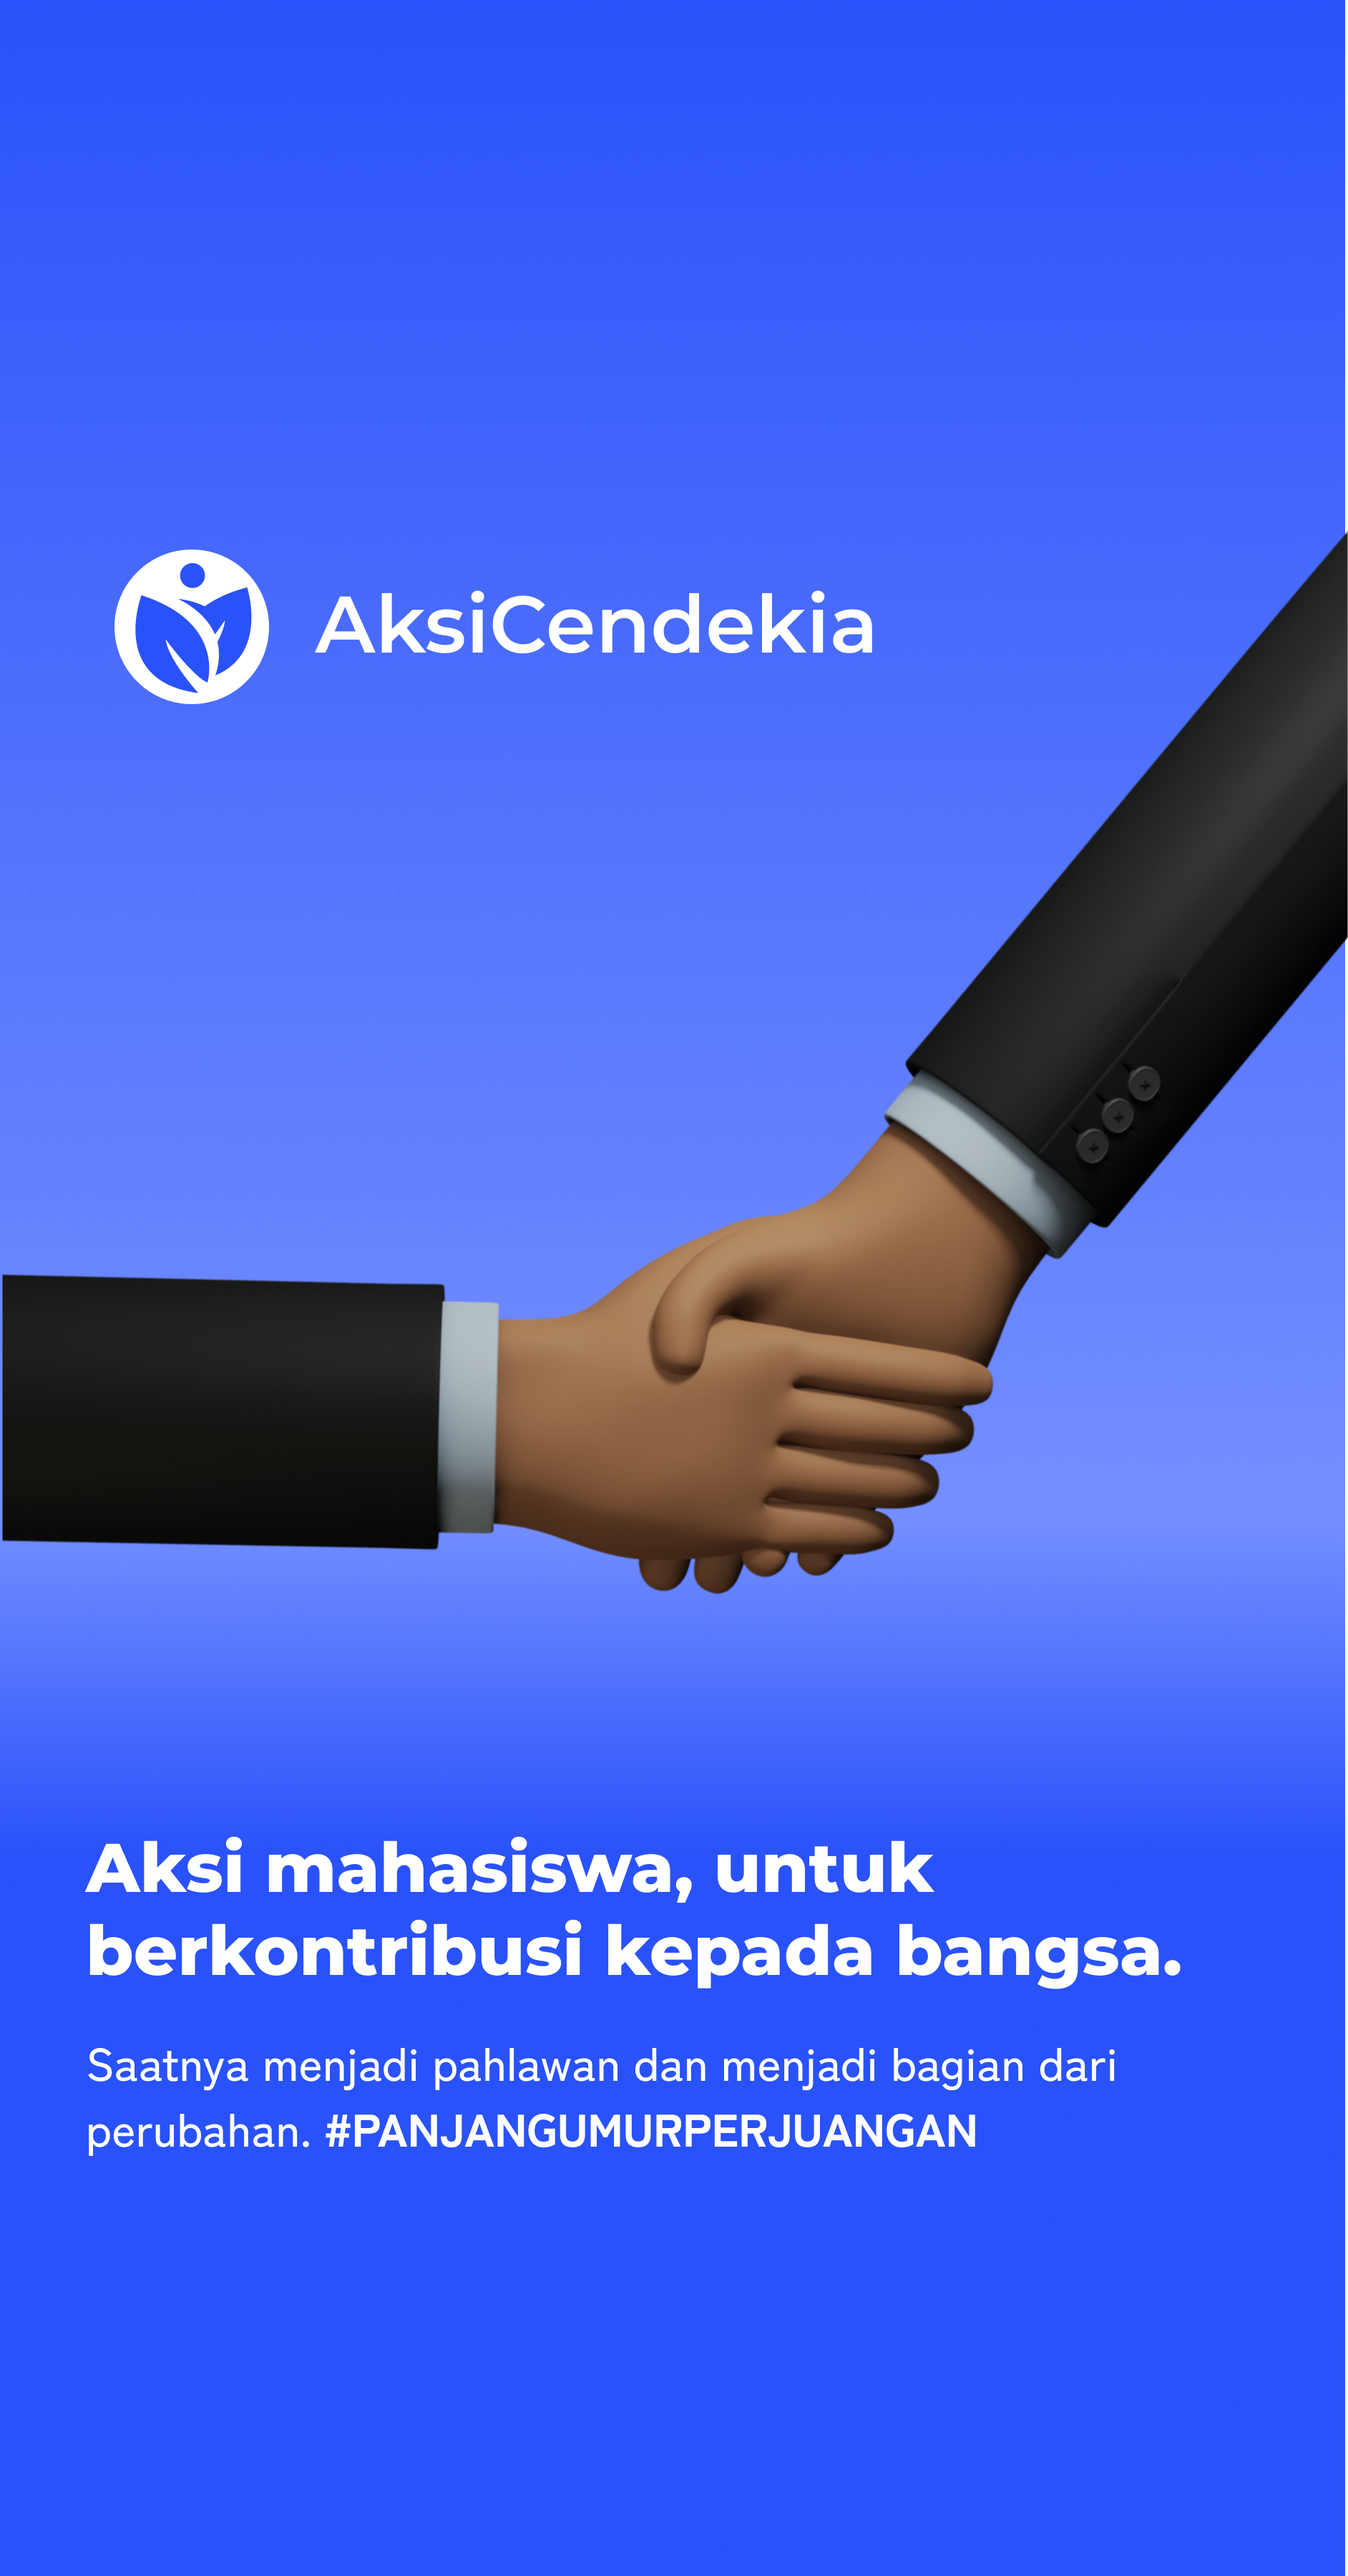 AksiCendekia
Aksi mahasiswa, untuk
berkontribusi kepada bangsa.
Saatnya menjadi pahlawan dan menjadi bagian dari
perubahan. #PANJANGUMURPERJUANGAN